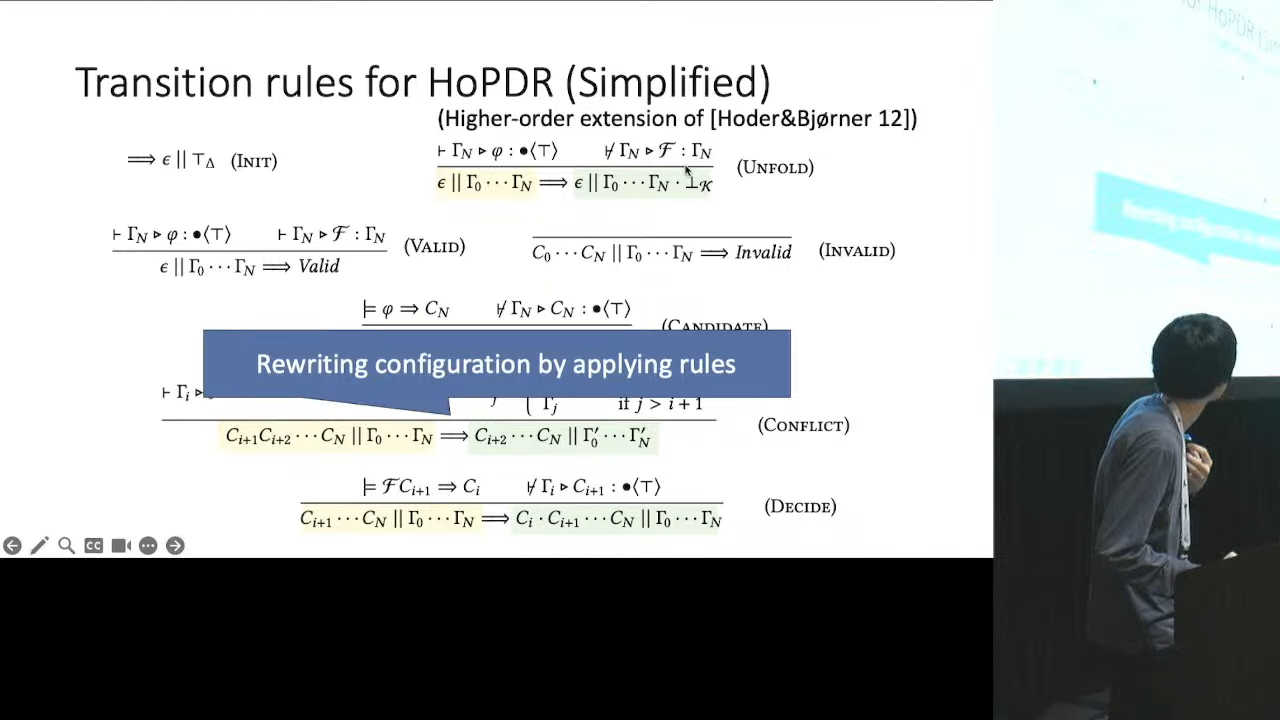 Transition rules for HoPDR (Simplified)
(Higher-order extension of [Hoder&Bjørner 12])
⟹ ϵ || ⊤_Δ (INIT)
⊢ Γ_N ▹ φ : •⟨⊤⟩ ⊬ Γ_N ▹ ℱ : Γ_N
ϵ || Γ_0 ··· Γ_N ⟹ ϵ || Γ_0 ··· Γ_N · ⊥_𝒦 (UNFOLD)
⊢ Γ_N ▹ φ : •⟨⊤⟩ ⊢ Γ_N ▹ ℱ : Γ_N
ϵ || Γ_0 ··· Γ_N ⟹ Valid (VALID)
C_0 ··· C_N || Γ_0 ··· Γ_N ⟹ Invalid (INVALID)
⊨ φ ⇒ C_N ⊬ Γ_N ▹ C_N : •⟨⊤⟩
(CANDIDATE)
Rewriting configuration by applying rules
⊢ Γ_i ▹
Γ_j if j > i + 1
C_{i+1}C_{i+2} ··· C_N || Γ_0 ··· Γ_N ⟹ C_{i+2} ··· C_N || Γ′_0 ··· Γ′_N (CONFLICT)
⊨ ℱC_{i+1} ⇒ C_i ⊬ Γ_i ▹ C_{i+1} : •⟨⊤⟩
C_{i+1} ··· C_N || Γ_0 ··· Γ_N ⟹ C_i · C_{i+1} ··· C_N || Γ_0 ··· Γ_N (DECIDE)
CC